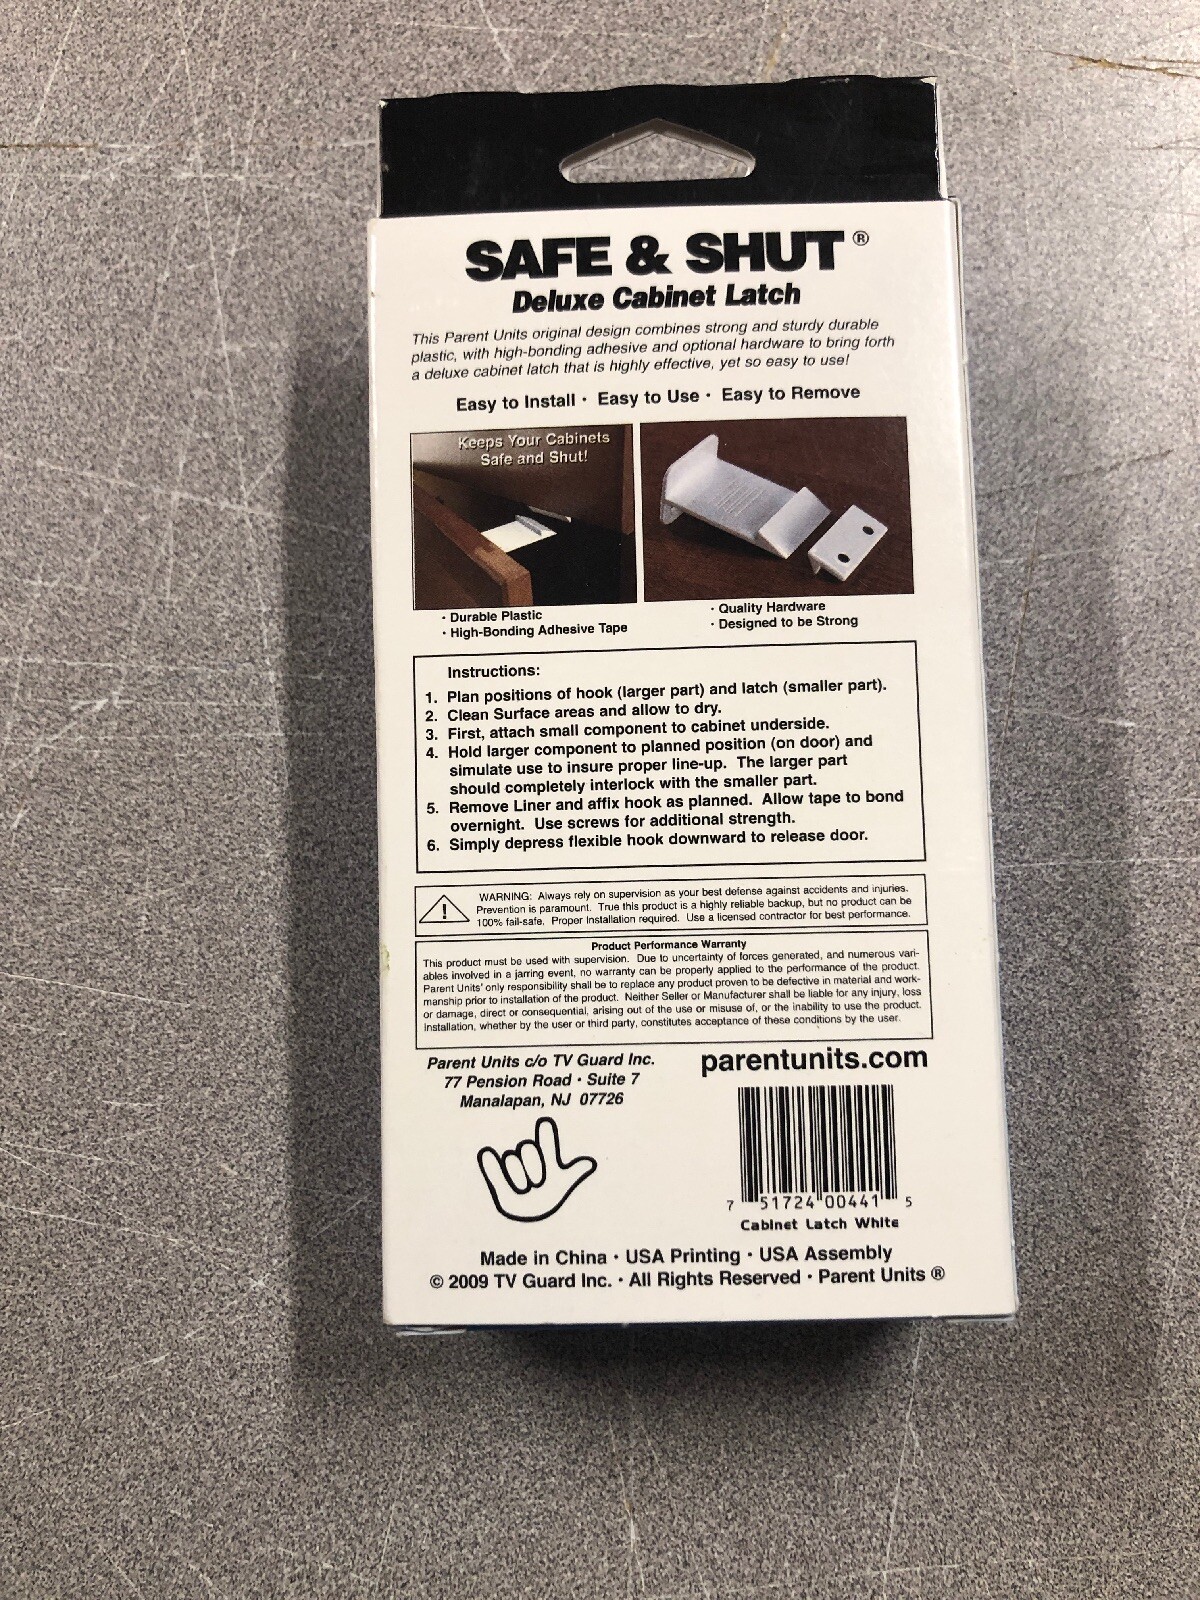 SAFE & SHUT®
Deluxe Cabinet Latch
This Parent Units original design combines strong and sturdy durable
plastic, with high-bonding adhesive and optional hardware to bring forth
a deluxe cabinet latch that is highly effective, yet so easy to use!
Easy to Install • Easy to Use • Easy to Remove
Keeps Your Cabinets
Safe and Shut!
• Durable Plastic
• High-Bonding Adhesive Tape
• Quality Hardware
• Designed to be Strong
Instructions:
1. Plan positions of hook (larger part) and latch (smaller part).
2. Clean Surface areas and allow to dry.
3. First, attach small component to cabinet underside.
4. Hold larger component to planned position (on door) and
simulate use to insure proper line-up. The larger part
should completely interlock with the smaller part.
5. Remove Liner and affix hook as planned. Allow tape to bond
overnight. Use screws for additional strength.
6. Simply depress flexible hook downward to release door.
WARNING: Always rely on supervision as your best defense against accidents and injuries.
Prevention is paramount. True this product is a highly reliable backup, but no product can be
100% fail-safe. Proper Installation required. Use a licensed contractor for best performance.
Product Performance Warranty
This product must be used with supervision. Due to uncertainty of forces generated, and numerous vari-
ables involved in a jarring event, no warranty can be properly applied to the performance of the product.
Parent Units' only responsibility shall be to replace any product proven to be defective in material and work-
manship prior to installation of the product. Neither Seller or Manufacturer shall be liable for any injury, loss
or damage, direct or consequential, arising out of the use or misuse of, or the inability to use the product.
Installation, whether by the user or third party, constitutes acceptance of these conditions by the user.
Parent Units c/o TV Guard Inc.
77 Pension Road • Suite 7
Manalapan, NJ 07726
parentunits.com
7 51724 00441 5
Cabinet Latch White
Made in China • USA Printing • USA Assembly
© 2009 TV Guard Inc. • All Rights Reserved • Parent Units ®